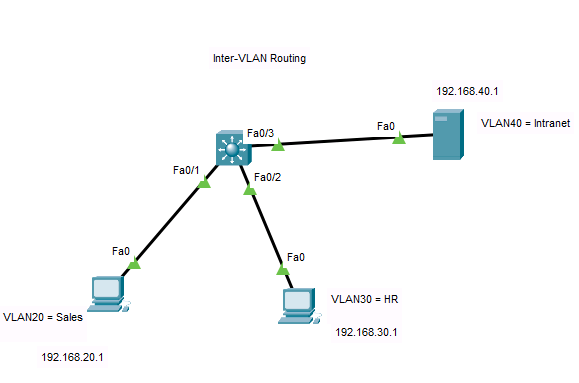 Inter-VLAN Routing
192.168.40.1
Fa0/3
Fa0
VLAN40 = Intranet
Fa0/1
Fa0/2
Fa0
Fa0
VLAN20 = Sales
VLAN30 = HR
192.168.30.1
192.168.20.1